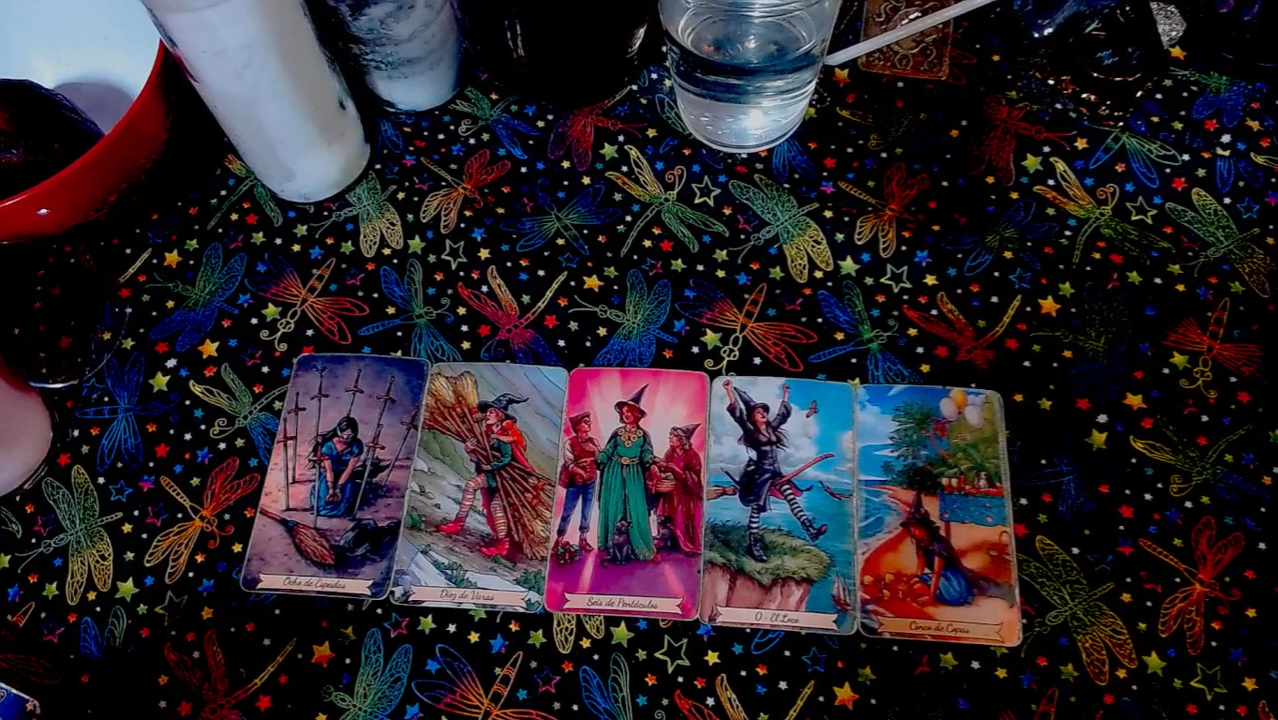 Ocho de Espadas
Diez de Varas
Seis de Pentáculos
0 El Loco
Cinco de Copas